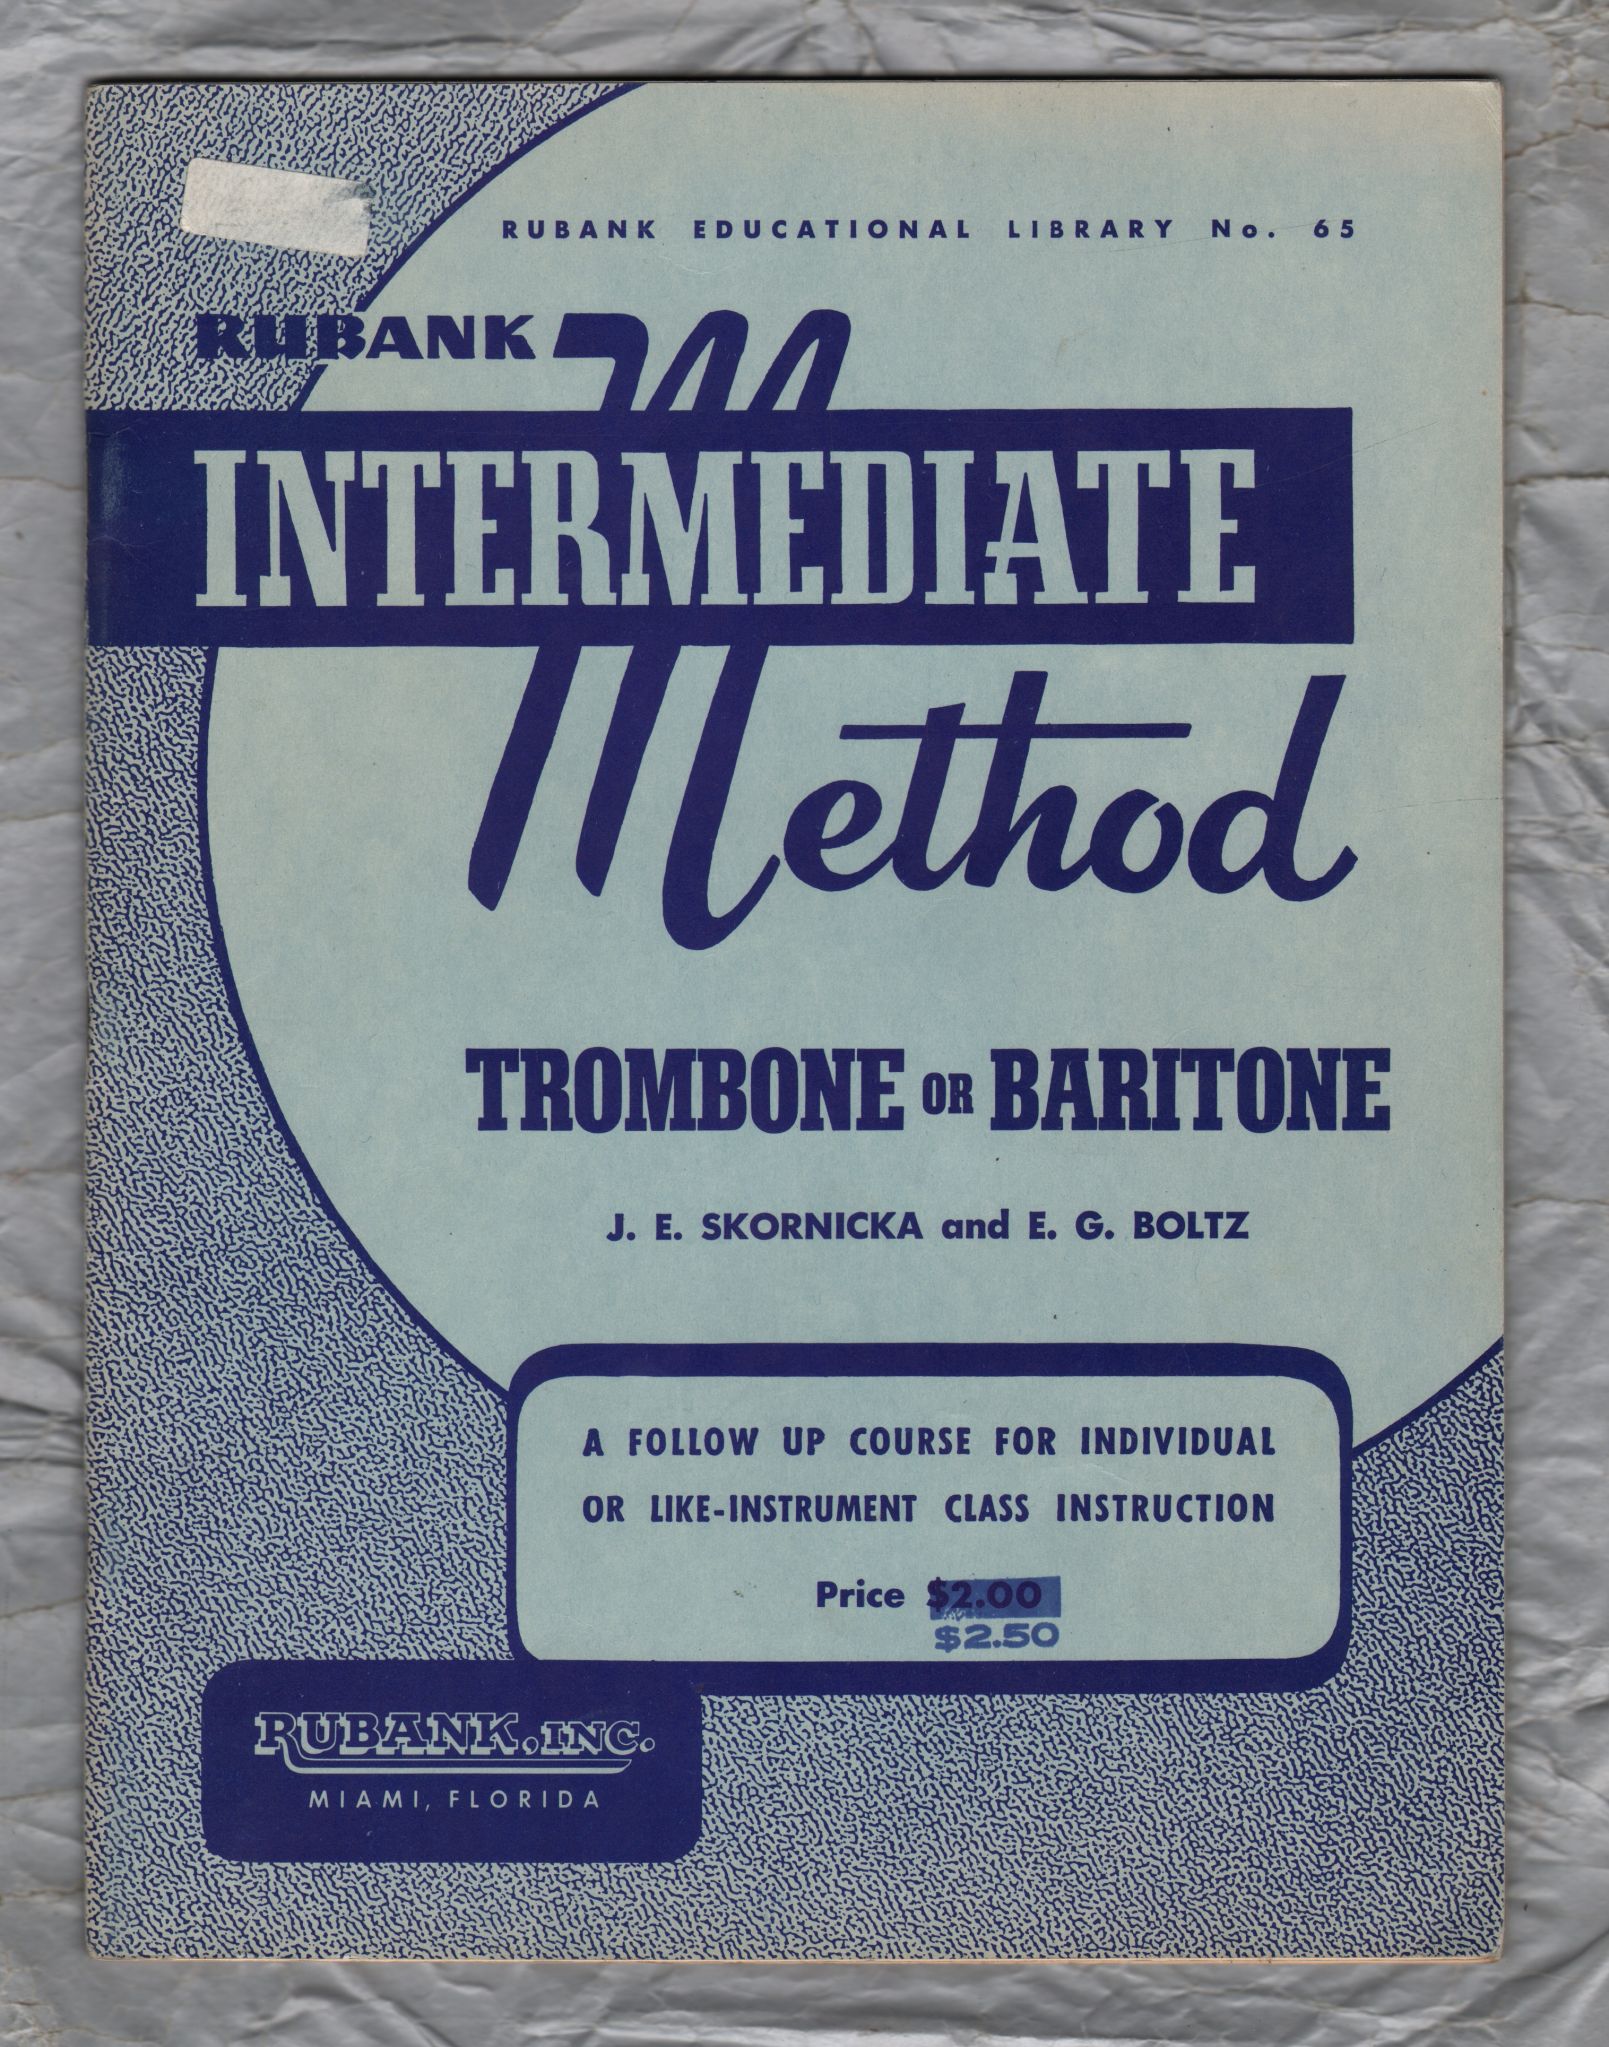 RUBANK EDUCATIONAL LIBRARY No. 65
RUBANK
INTERMEDIATE
Method
TROMBONE OR BARITONE
J. E. SKORNICKA and E. G. BOLTZ
A FOLLOW UP COURSE FOR INDIVIDUAL
OR LIKE-INSTRUMENT CLASS INSTRUCTION
Price $2.00
$2.50
RUBANK, INC.
MIAMI, FLORIDA